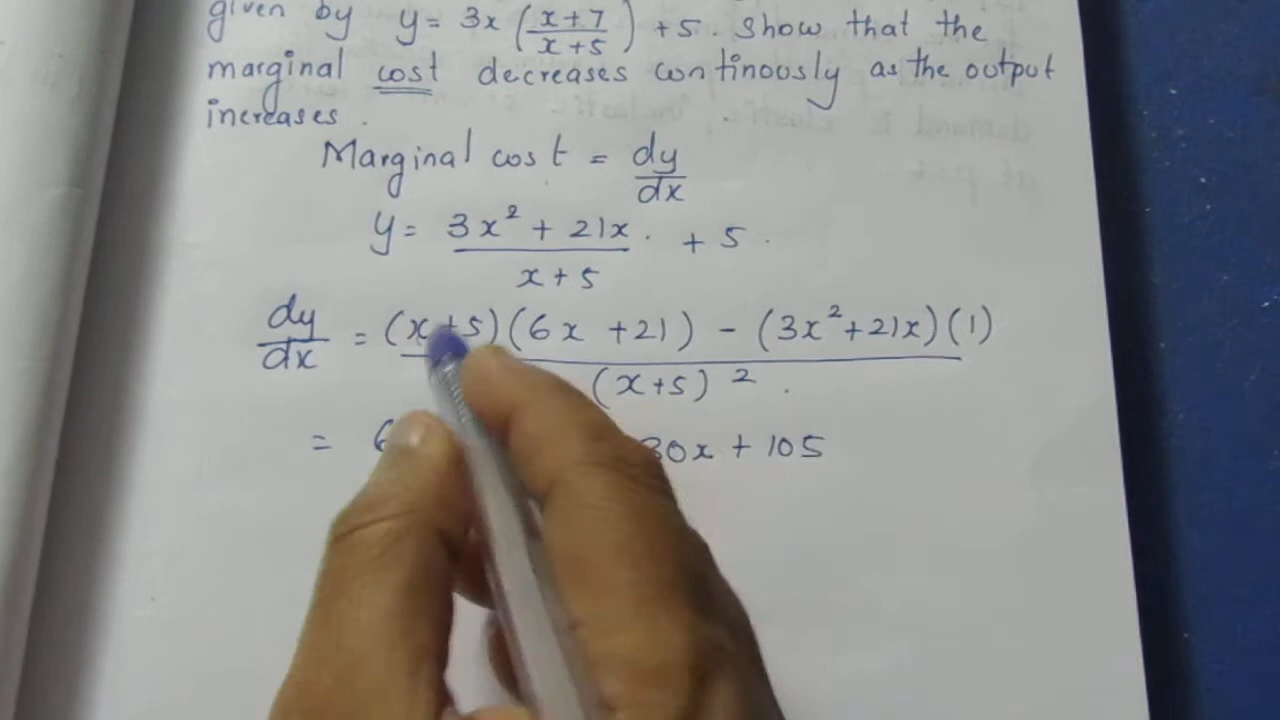 given by y = 3x (x+7 / x+5) + 5. Show that the
marginal cost decreases continously as the output
increases.
Marginal cost = dy/dx
y = 3x² + 21x / x+5 + 5.
dy/dx = (x+5)(6x +21) - (3x²+21x)(1) / (x+5)².
= 6 30x + 105